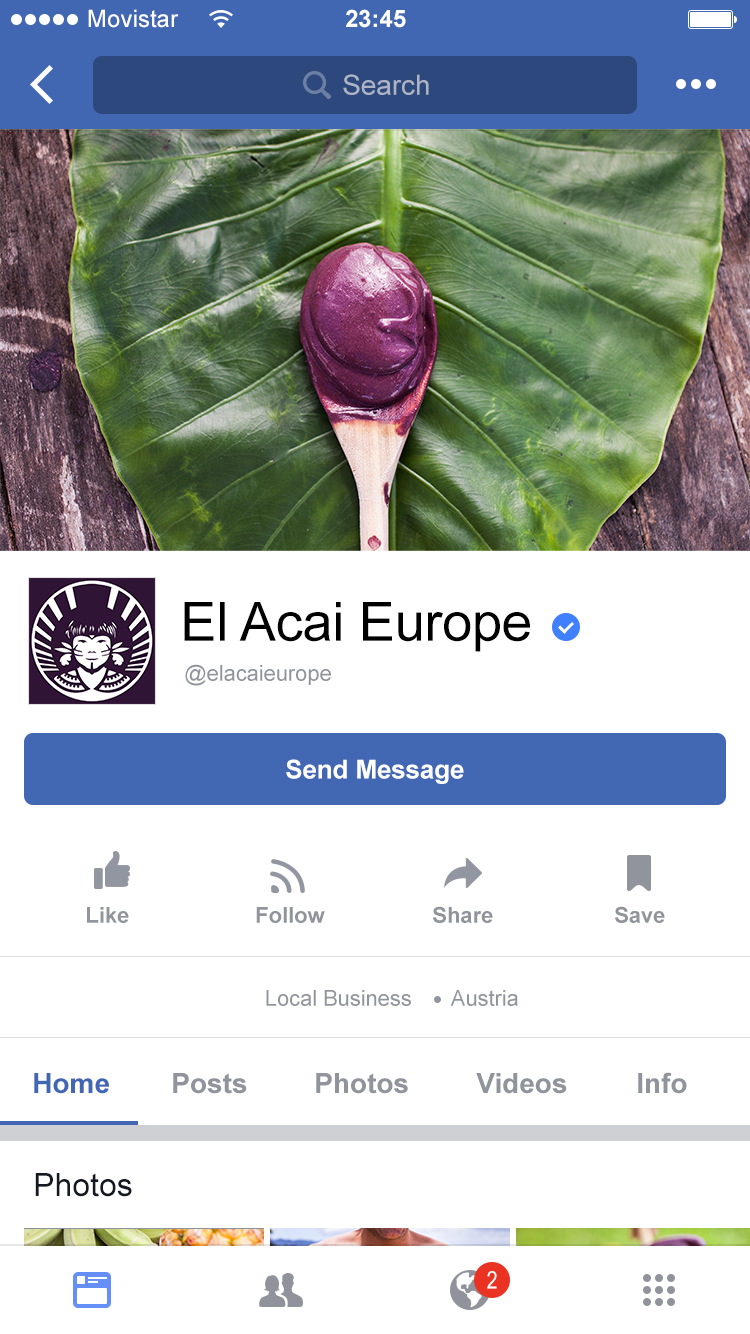 Movistar 23:45
Search
El Acai Europe
@elacaieurope
Send Message
Like Follow Share Save
Local Business • Austria
Home Posts Photos Videos Info
Photos
2